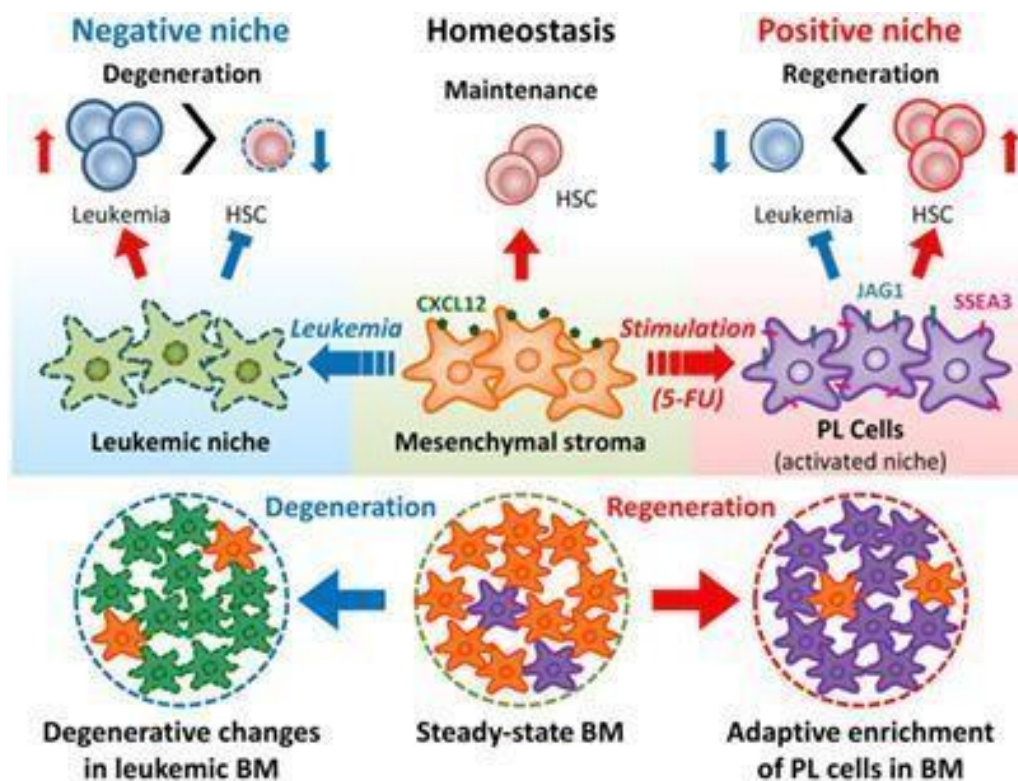 Negative niche
Homeostasis
Positive niche
Degeneration
Maintenance
Regeneration
Leukemia
HSC
HSC
Leukemia
HSC
CXCL12
JAG1
SSEA3
Leukemia
Stimulation
(5-FU)
Leukemic niche
Mesenchymal stroma
PL Cells
(activated niche)
Degeneration
Regeneration
Degenerative changes
in leukemic BM
Steady-state BM
Adaptive enrichment
of PL cells in BM